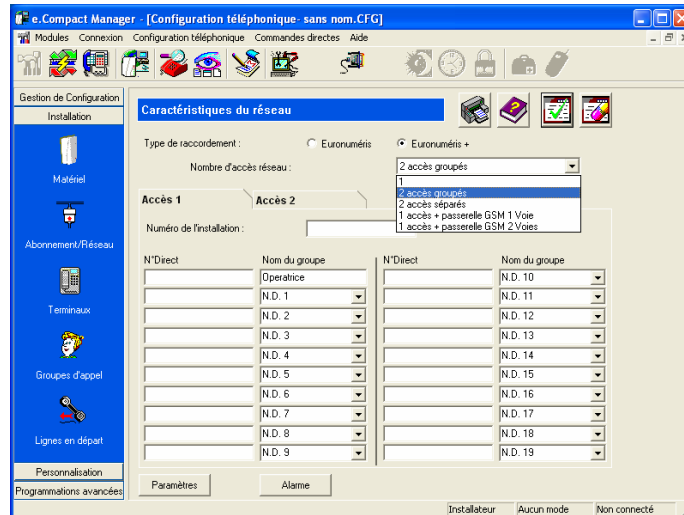 e.Compact Manager - [Configuration téléphonique- sans nom.CFG]
Modules Connexion Configuration téléphonique Commandes directes Aide
Gestion de Configuration
Installation
Matériel
Abonnement/Réseau
Terminaux
Groupes d'appel
Lignes en départ
Personnalisation
Programmations avancées
Caractéristiques du réseau
Type de raccordement : Euronuméris Euronuméris +
Nombre d'accès réseau : 2 accès groupés
1
2 accès groupés
2 accès séparés
1 accès + passerelle GSM 1 Voie
1 accès + passerelle GSM 2 Voies
Accès 1 Accès 2
Numéro de l'installation :
N°Direct Nom du groupe N°Direct Nom du groupe
Operatrice N.D. 10
N.D. 1 N.D. 11
N.D. 2 N.D. 12
N.D. 3 N.D. 13
N.D. 4 N.D. 14
N.D. 5 N.D. 15
N.D. 6 N.D. 16
N.D. 7 N.D. 17
N.D. 8 N.D. 18
N.D. 9 N.D. 19
Paramètres Alarme
Installateur Aucun mode Non connecté